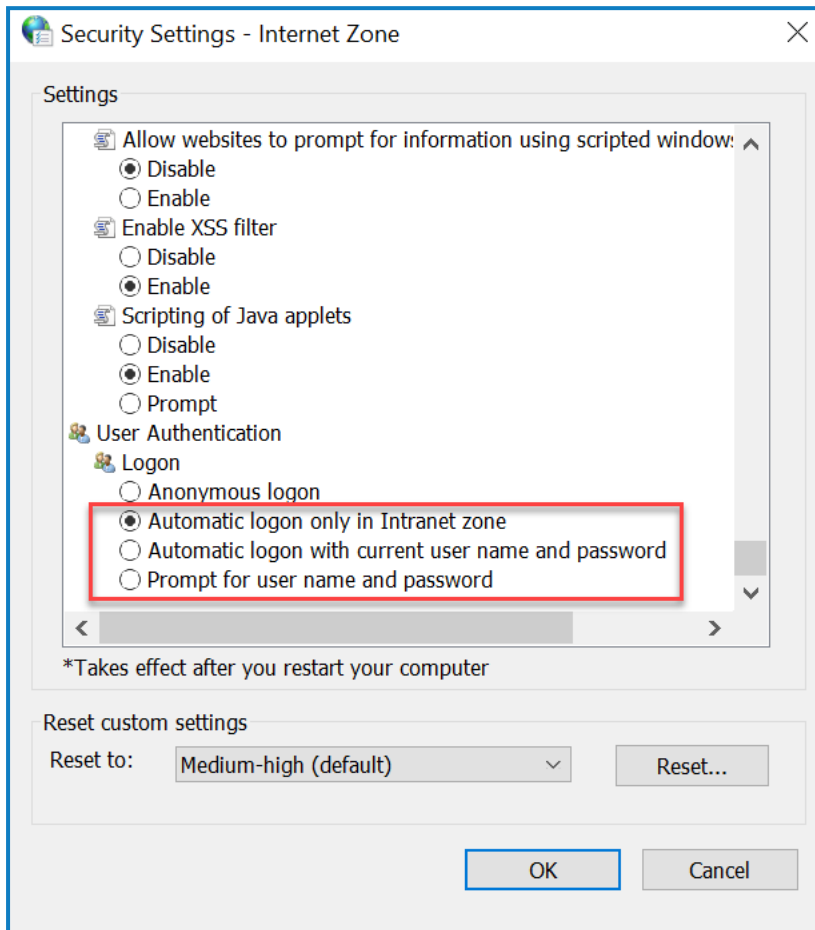 Security Settings - Internet Zone
Settings
Allow websites to prompt for information using scripted window
Disable
Enable
Enable XSS filter
Disable
Enable
Scripting of Java applets
Disable
Enable
Prompt
User Authentication
Logon
Anonymous logon
Automatic logon only in Intranet zone
Automatic logon with current user name and password
Prompt for user name and password
*Takes effect after you restart your computer
Reset custom settings
Reset to:
Medium-high (default)
Reset...
OK
Cancel